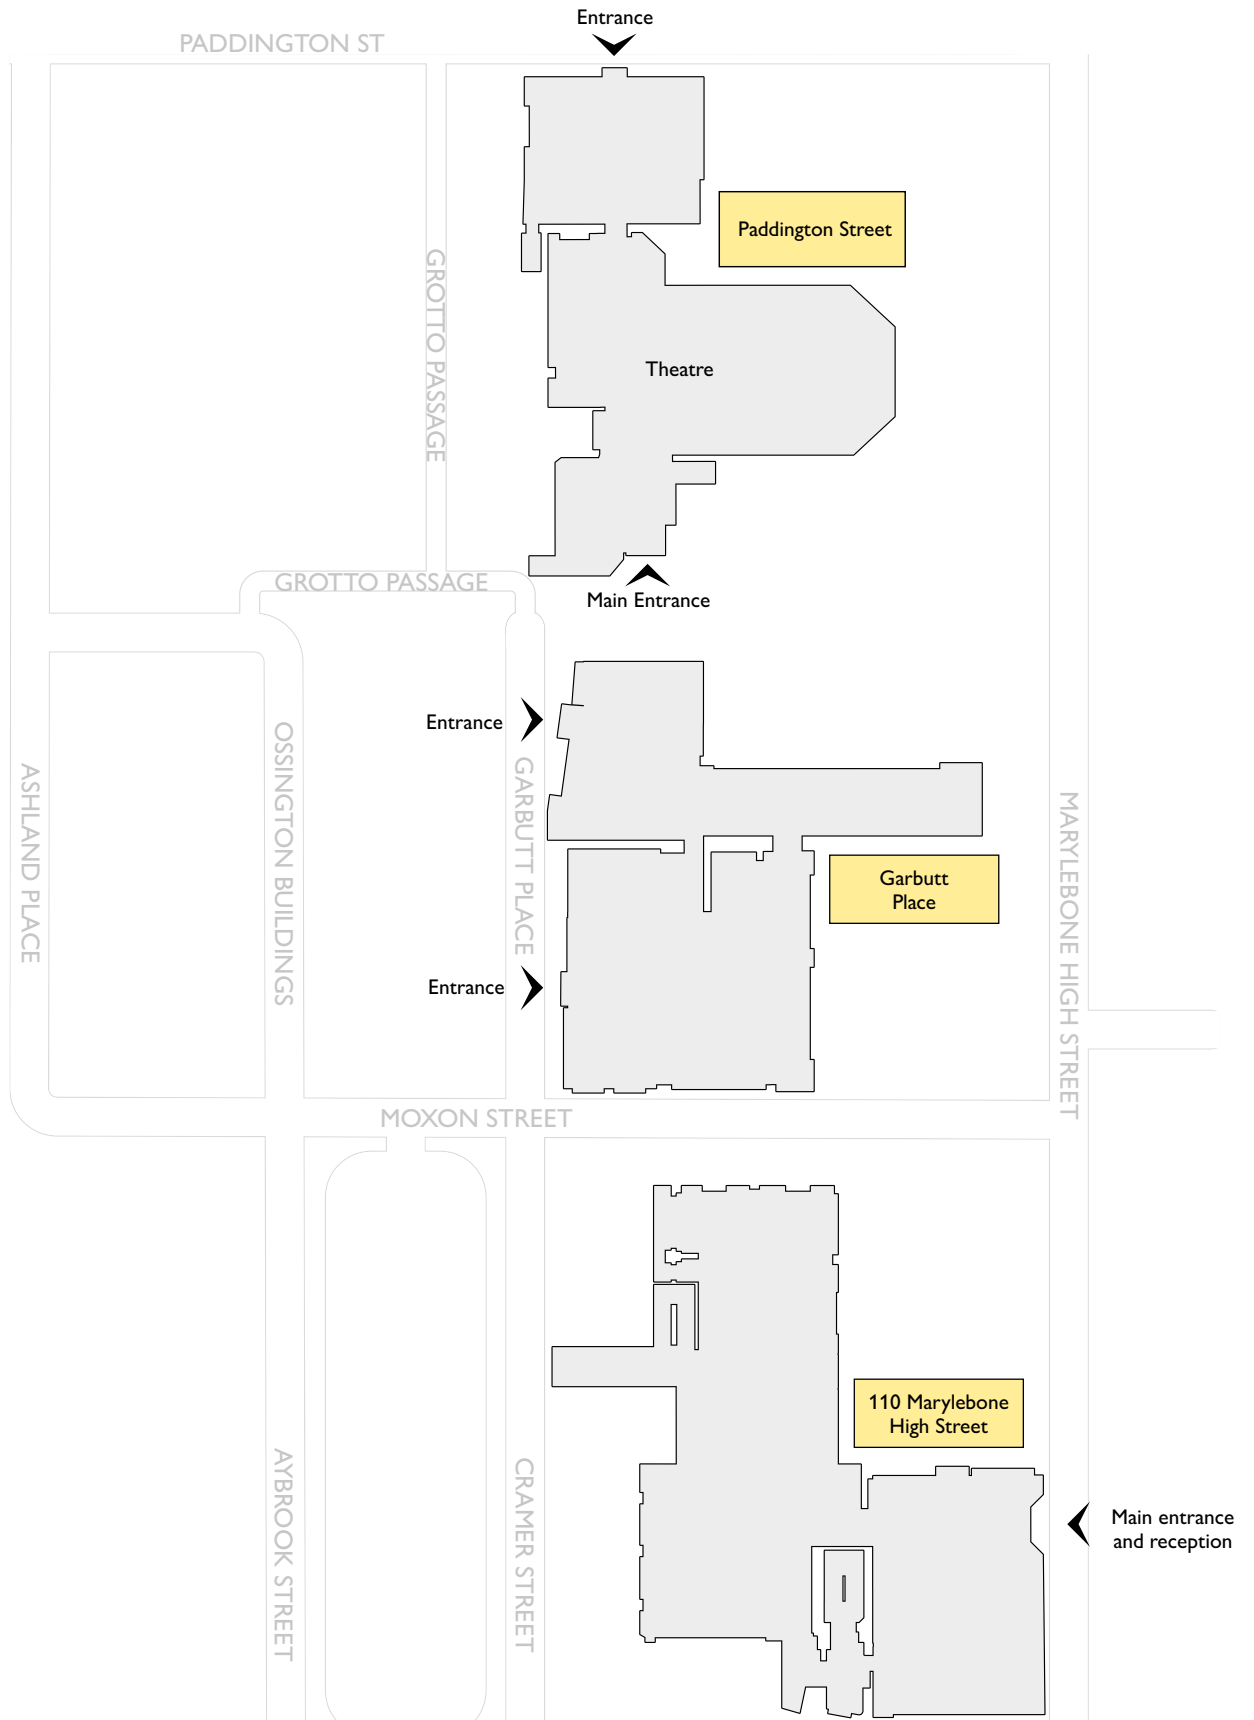 Entrance
PADDINGTON ST
Paddington Street
GROTTO PASSAGE
Theatre
GROTTO PASSAGE
Main Entrance
Entrance
OSSINGTON BUILDINGS
GARBUTT PLACE
ASHLAND PLACE
MARYLEBONE HIGH STREET
Garbutt
Place
Entrance
MOXON STREET
110 Marylebone
High Street
AYBROOK STREET
CRAMER STREET
Main entrance
and reception